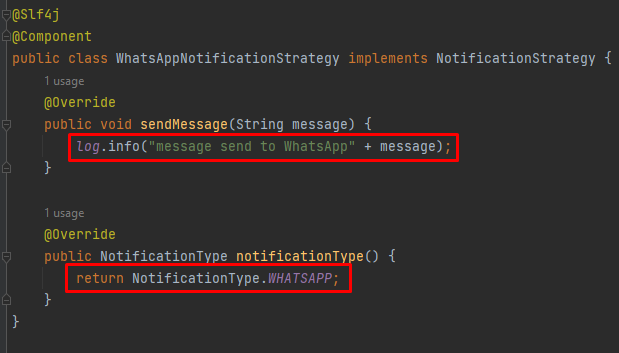 @Slf4j
@Component
public class WhatsAppNotificationStrategy implements NotificationStrategy {
1 usage
@Override
public void sendMessage(String message) {
log.info("message send to WhatsApp" + message);
}
1 usage
@Override
public NotificationType notificationType() {
return NotificationType.WHATSAPP;
}
}